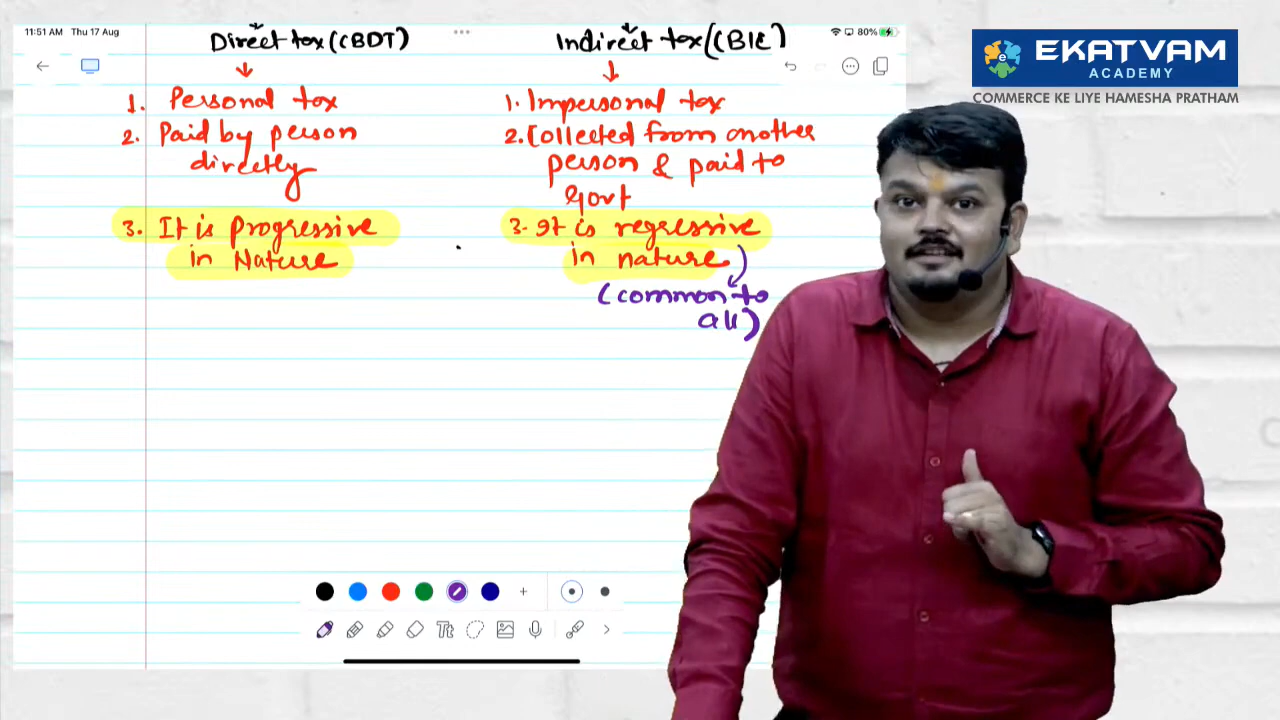 11:51 AM Thu 17 Aug
80%
Direct tax (CBDT)
Indirect tax (CBIC)
1. Personal tax
2. Paid by person
directly
3. It is Progressive
in Nature
1. Impersonal tax
2. Collected from another
person & paid to
Govt
3. It is regressive
in nature
(common to
all)
Tt
EKATVAM
ACADEMY
COMMERCE KE LIYE HAMESHA PRATHAM